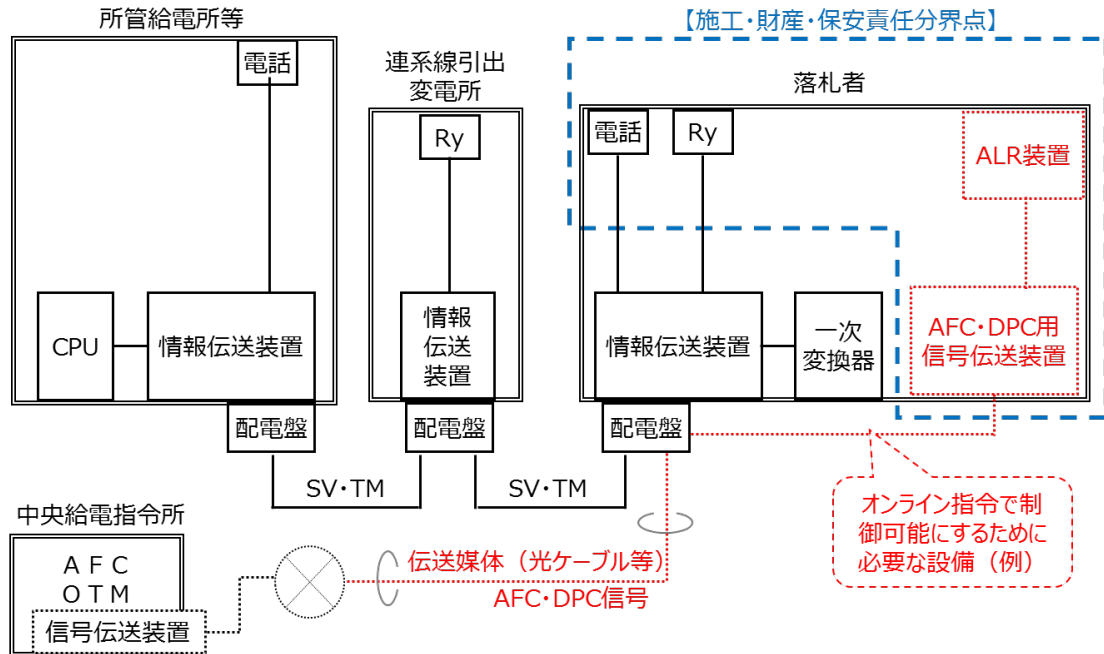 【施工・財産・保安責任分界点】
所管給電所等
電話
CPU
情報伝送装置
配電盤
連系線引出
変電所
Ry
情報
伝送
装置
配電盤
落札者
電話
Ry
ALR装置
情報伝送装置
一次
変換器
AFC・DPC用
信号伝送装置
配電盤
SV・TM
SV・TM
オンライン指令で制
御可能にするために
必要な設備（例）
中央給電指令所
ＡＦＣ
ＯＴＭ
信号伝送装置
伝送媒体（光ケーブル等）
AFC・DPC信号